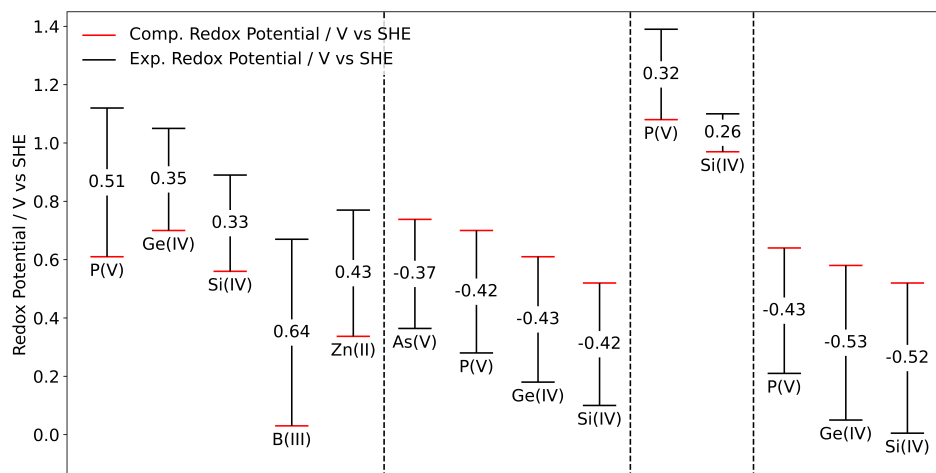 Redox Potential / V vs SHE
1.4
1.2
1.0
0.8
0.6
0.4
0.2
0.0
Comp. Redox Potential / V vs SHE
Exp. Redox Potential / V vs SHE
0.51
P(V)
0.35
Ge(IV)
0.33
Si(IV)
0.64
B(III)
0.43
Zn(II)
-0.37
As(V)
-0.42
P(V)
-0.43
Ge(IV)
-0.42
Si(IV)
0.32
P(V)
0.26
Si(IV)
-0.43
P(V)
-0.53
Ge(IV)
-0.52
Si(IV)